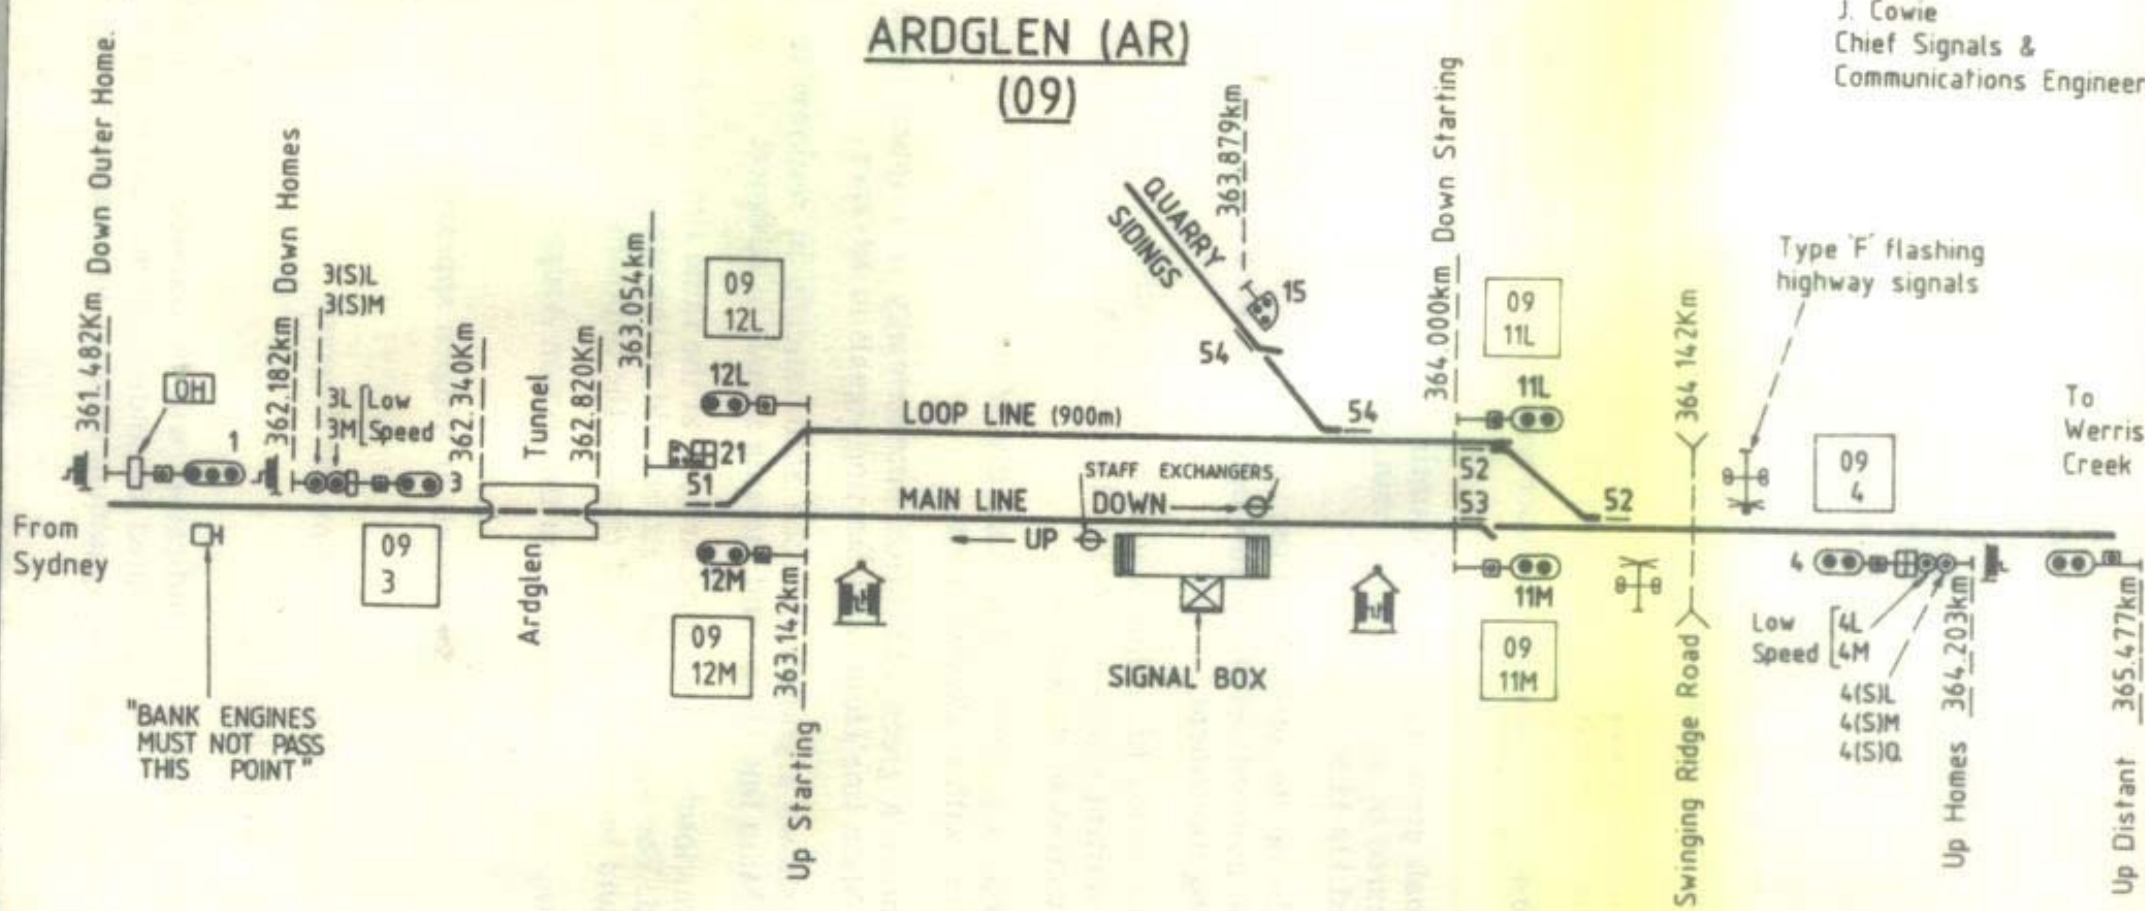 ARDGLEN (AR)
(09)
J. Cowie
Chief Signals &
Communications Engineer
361.482Km Down Outer Home.
OH
1
362.182km Down Homes
3(S)L
3(S)M
3L
3M
Low
Speed
3
362.340Km
Tunnel
Ardglen
362.820Km
363.054km
09
12L
12L
21
51
LOOP LINE (900m)
MAIN LINE
QUARRY
SIDINGS
363.879km
15
54
54
364.000km Down Starting
09
11L
11L
52
53
52
STAFF EXCHANGERS
DOWN
UP
364 142Km
Type 'F' flashing
highway signals
09
4
To
Werris
Creek
From
Sydney
09
3
12M
09
12M
363.142km
Up Starting
SIGNAL BOX
11M
09
11M
Swinging Ridge Road
4
Low
Speed
4L
4M
4(S)L
4(S)M
4(S)Q
Up Homes 364.203km
Up Distant 365.477km
"BANK ENGINES
MUST NOT PASS
THIS POINT"